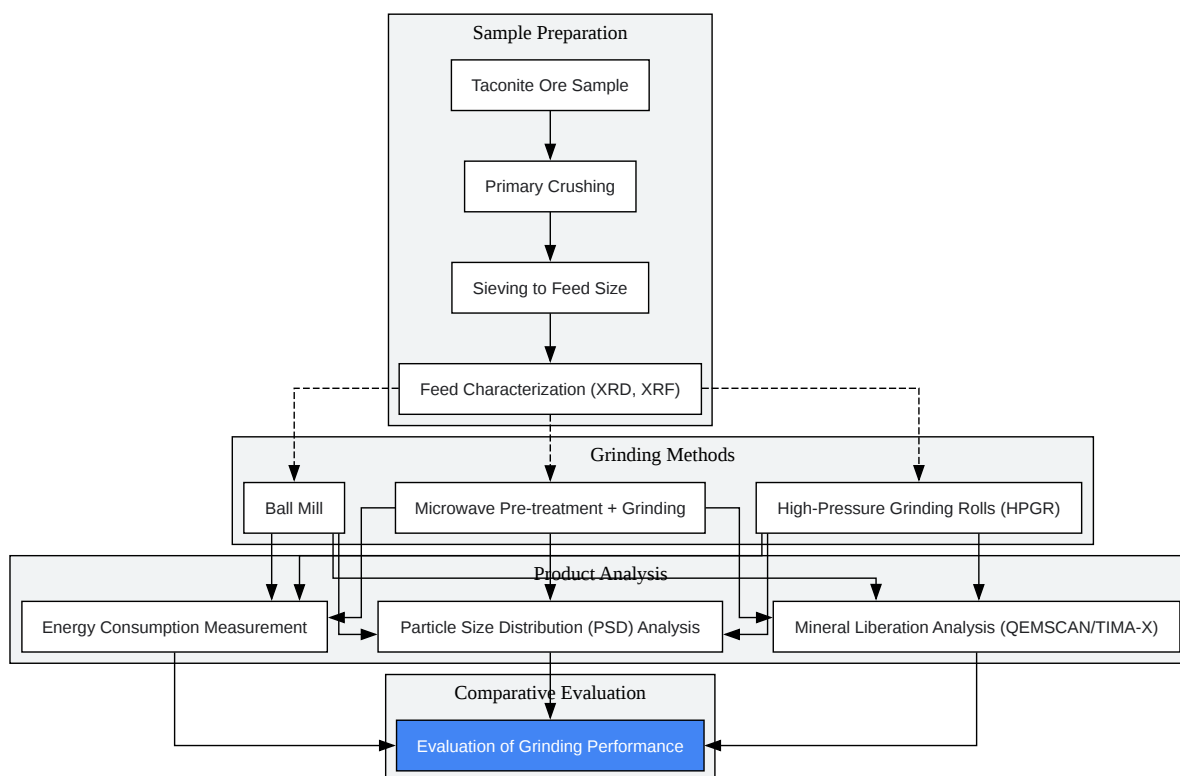 Sample Preparation
Taconite Ore Sample
Primary Crushing
Sieving to Feed Size
Feed Characterization (XRD, XRF)
Grinding Methods
Ball Mill
Microwave Pre-treatment + Grinding
High-Pressure Grinding Rolls (HPGR)
Product Analysis
Energy Consumption Measurement
Particle Size Distribution (PSD) Analysis
Mineral Liberation Analysis (QEMSCAN/TIMA-X)
Comparative Evaluation
Evaluation of Grinding Performance